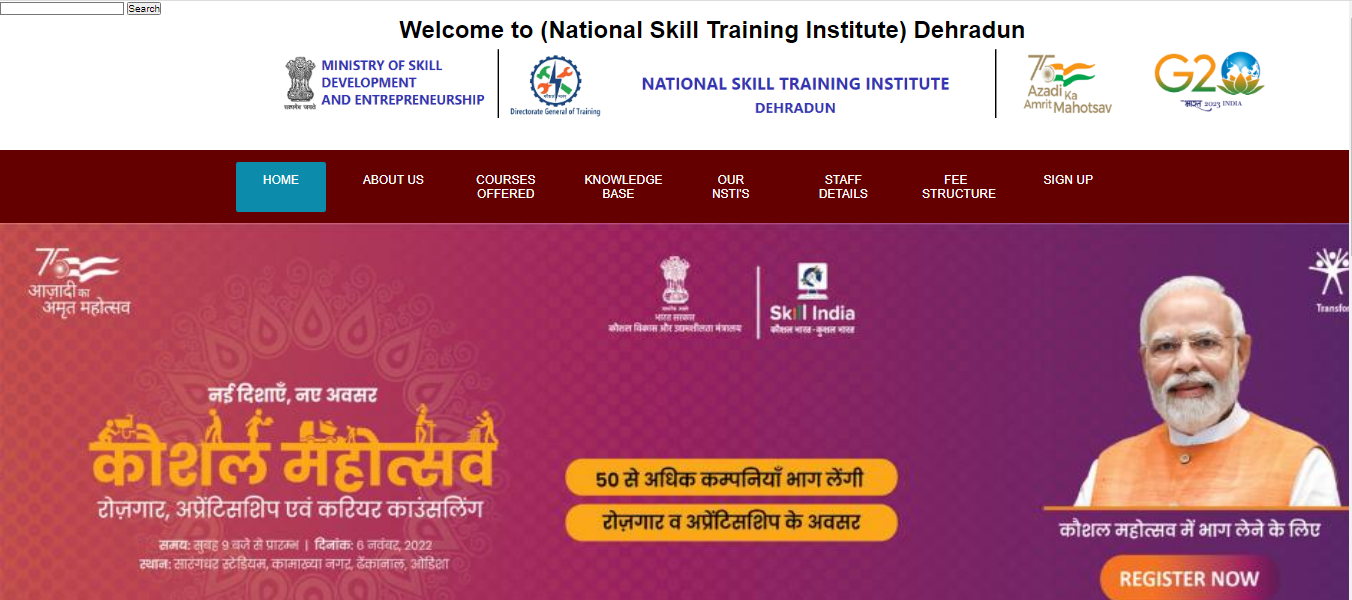 Search
Welcome to (National Skill Training Institute) Dehradun
MINISTRY OF SKILL
DEVELOPMENT
AND ENTREPRENEURSHIP
Directorate General of Training
NATIONAL SKILL TRAINING INSTITUTE
DEHRADUN
75
Azadi Ka
Amrit Mahotsav
G20
भारत 2023 INDIA
HOME
ABOUT US
COURSES
OFFERED
KNOWLEDGE
BASE
OUR
NSTI'S
STAFF
DETAILS
FEE
STRUCTURE
SIGN UP
75
आज़ादी का
अमृत महोत्सव
भारत सरकार
कौशल विकास और उद्यमशीलता मंत्रालय
Skill India
कौशल भारत - कुशल भारत
Transfor
नई दिशाएँ, नए अवसर
कौशल महोत्सव
रोज़गार, अप्रेंटिसशिप एवं करियर काउंसलिंग
समय: सुबह 9 बजे से प्रारम्भ | दिनांक: 6 नवंबर, 2022
स्थान: सारंगधर स्टेडियम, कामाख्या नगर, ढेंकानाल, ओडिशा
50 से अधिक कम्पनियाँ भाग लेंगी
रोज़गार व अप्रेंटिसशिप के अवसर
कौशल महोत्सव में भाग लेने के लिए
REGISTER NOW